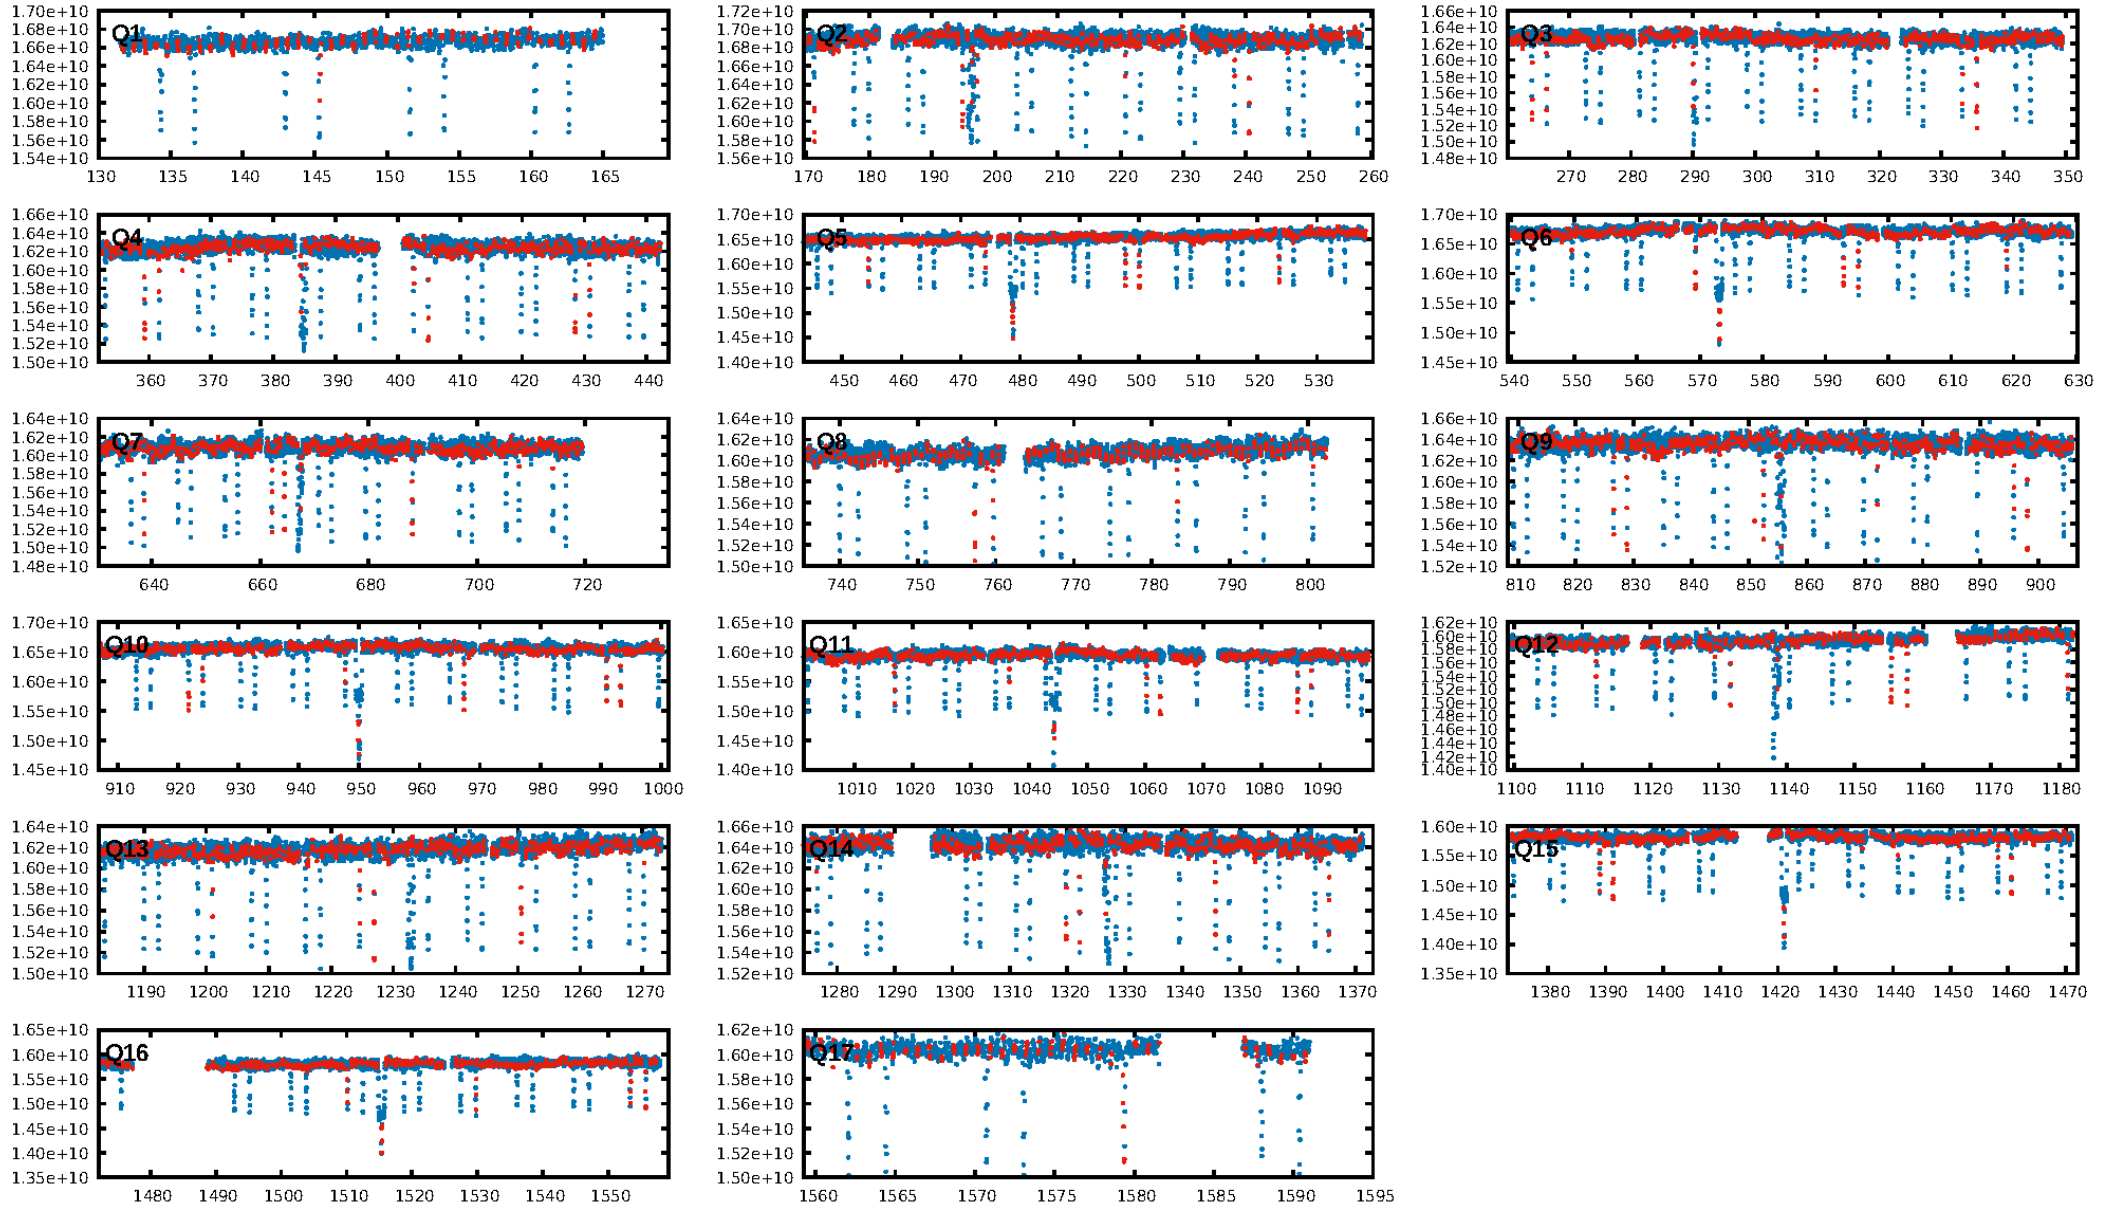 1.70e+10 1.68e+10 1.66e+10 1.64e+10 1.62e+10 1.60e+10 1.58e+10 1.56e+10 1.54e+10
Q1
130 135 140 145 150 155 160 165
1.72e+10 1.70e+10 1.68e+10 1.66e+10 1.64e+10 1.62e+10 1.60e+10 1.58e+10 1.56e+10
Q2
170 180 190 200 210 220 230 240 250 260
1.66e+10 1.64e+10 1.62e+10 1.60e+10 1.58e+10 1.56e+10 1.54e+10 1.52e+10 1.50e+10 1.48e+10
Q3
270 280 290 300 310 320 330 340 350
1.66e+10 1.64e+10 1.62e+10 1.60e+10 1.58e+10 1.56e+10 1.54e+10 1.52e+10 1.50e+10
Q4
360 370 380 390 400 410 420 430 440
1.70e+10 1.65e+10 1.60e+10 1.55e+10 1.50e+10 1.45e+10 1.40e+10
Q5
450 460 470 480 490 500 510 520 530
1.70e+10 1.65e+10 1.60e+10 1.55e+10 1.50e+10 1.45e+10
Q6
540 550 560 570 580 590 600 610 620 630
1.64e+10 1.62e+10 1.60e+10 1.58e+10 1.56e+10 1.54e+10 1.52e+10 1.50e+10 1.48e+10
Q7
640 660 680 700 720
1.64e+10 1.62e+10 1.60e+10 1.58e+10 1.56e+10 1.54e+10 1.52e+10 1.50e+10
Q8
740 750 760 770 780 790 800
1.66e+10 1.64e+10 1.62e+10 1.60e+10 1.58e+10 1.56e+10 1.54e+10 1.52e+10
Q9
810 820 830 840 850 860 870 880 890 900
1.70e+10 1.65e+10 1.60e+10 1.55e+10 1.50e+10 1.45e+10
Q10
910 920 930 940 950 960 970 980 990 1000
1.65e+10 1.60e+10 1.55e+10 1.50e+10 1.45e+10 1.40e+10
Q11
1010 1020 1030 1040 1050 1060 1070 1080 1090
1.62e+10 1.60e+10 1.58e+10 1.56e+10 1.54e+10 1.52e+10 1.50e+10 1.48e+10 1.46e+10 1.44e+10 1.42e+10 1.40e+10
Q12
1100 1110 1120 1130 1140 1150 1160 1170 1180
1.64e+10 1.62e+10 1.60e+10 1.58e+10 1.56e+10 1.54e+10 1.52e+10 1.50e+10
Q13
1190 1200 1210 1220 1230 1240 1250 1260 1270
1.66e+10 1.64e+10 1.62e+10 1.60e+10 1.58e+10 1.56e+10 1.54e+10 1.52e+10
Q14
1280 1290 1300 1310 1320 1330 1340 1350 1360 1370
1.60e+10 1.55e+10 1.50e+10 1.45e+10 1.40e+10 1.35e+10
Q15
1380 1390 1400 1410 1420 1430 1440 1450 1460 1470
1.65e+10 1.60e+10 1.55e+10 1.50e+10 1.45e+10 1.40e+10 1.35e+10
Q16
1480 1490 1500 1510 1520 1530 1540 1550
1.62e+10 1.60e+10 1.58e+10 1.56e+10 1.54e+10 1.52e+10 1.50e+10
Q17
1560 1565 1570 1575 1580 1585 1590 1595